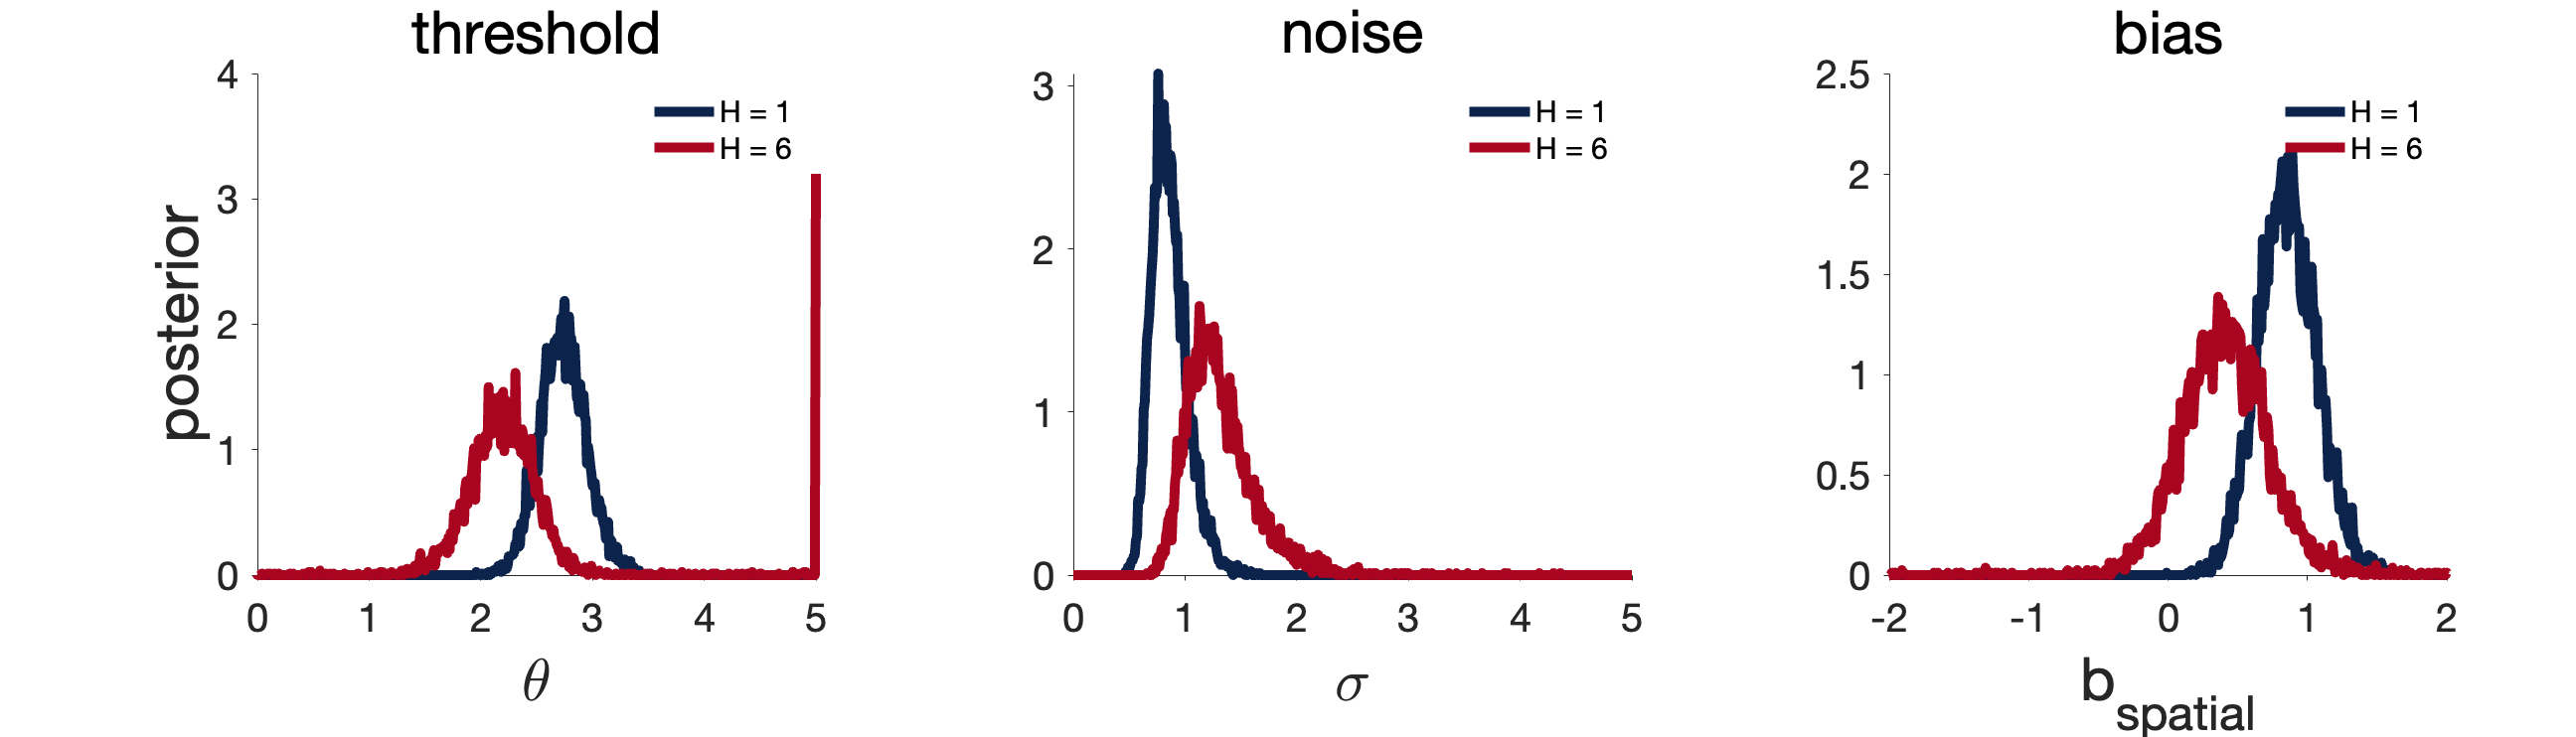 threshold
4
3
2
1
0
posterior
H = 1
H = 6
0 1 2 3 4 5
θ
noise
3
2
1
0
H = 1
H = 6
0 1 2 3 4 5
σ
bias
2.5
2
1.5
1
0.5
0
H = 1
H = 6
-2 -1 0 1 2
b spatial